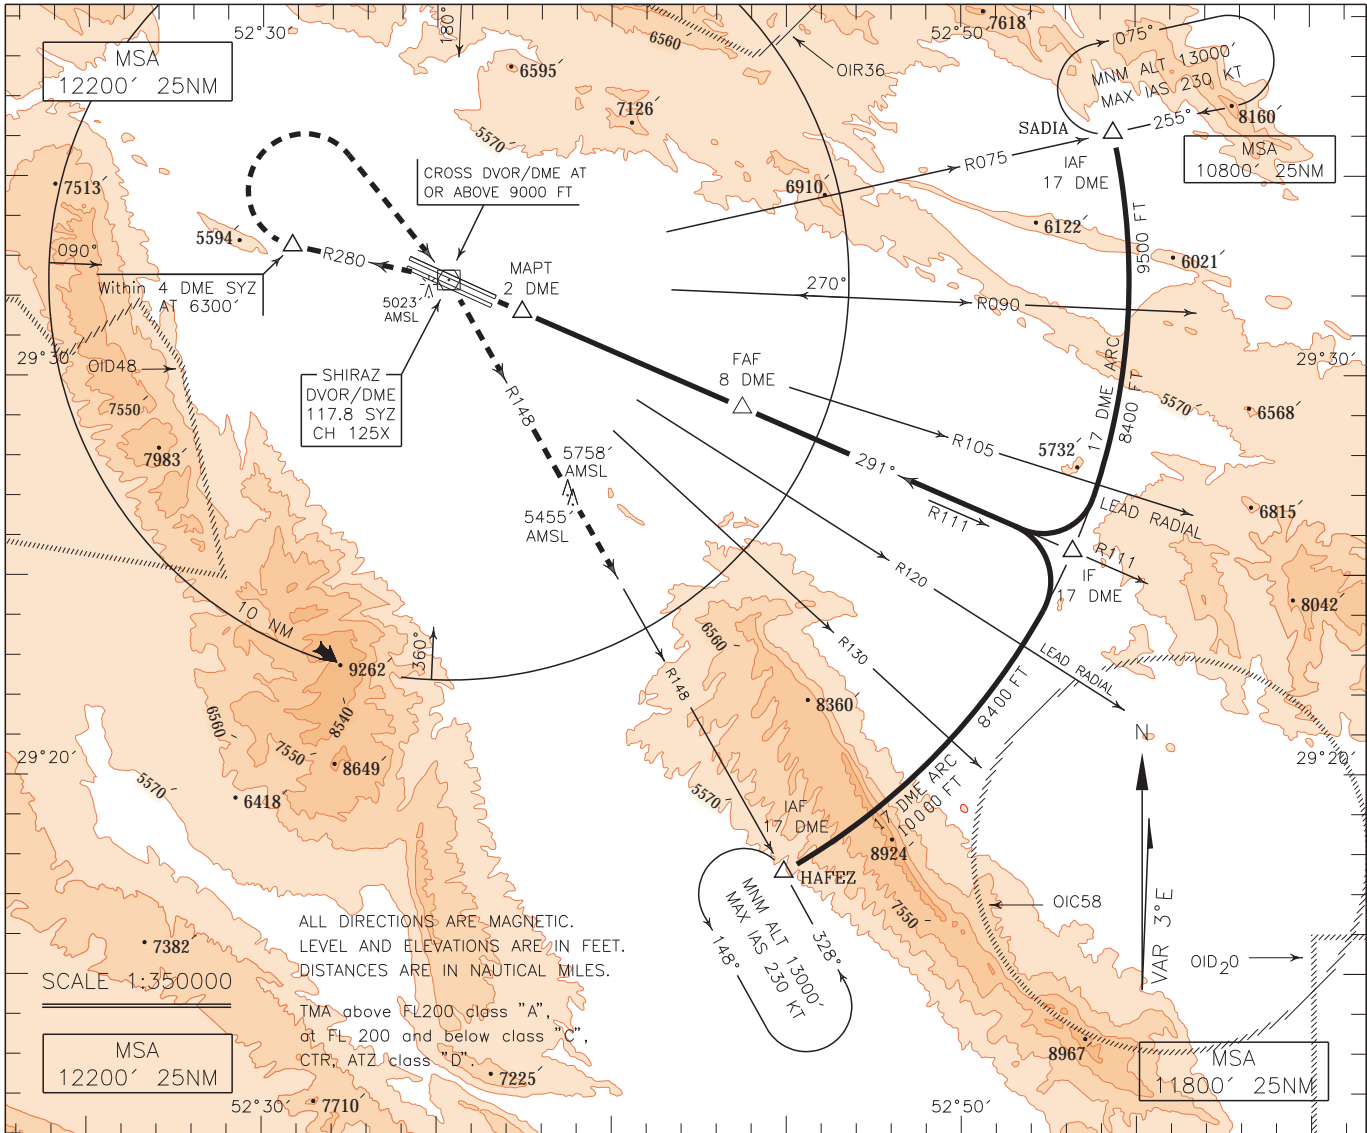 MSA
12200′ 25NM
52°30′
180°
6560′
OIR36
52°50′
7618′
075°
MNM ALT 13000′
MAX IAS 230 KT
255°
8160′
MSA
10800′ 25NM
SADIA
IAF
17 DME
6595′
7126′
5570′
R075
6910′
7513′
CROSS DVOR/DME AT
OR ABOVE 9000 FT
5594′
R280
090°
Within 4 DME SYZ
AT 6300′
5023′
AMSL
MAPT
2 DME
270°
R090
6122′
6021′
9500 FT
29°30′
29°30′
OID48
7550′
7983′
SHIRAZ
DVOR/DME
117.8 SYZ
CH 125X
R148
FAF
8 DME
R105
17 DME ARC
8400 FT
5570′
6568′
5732′
291°
5758′
AMSL
5455′
AMSL
R111
LEAD RADIAL
6815′
R111
IF
17 DME
R120
8042′
10 NM
9262′
360°
6560′
R130
LEAD RADIAL
R148
8360′
8400 FT
N
6560′
8540′
7550′
8649′
29°20′
29°20′
5570′
6418′
5570′
IAF
17 DME
17 DME ARC
10000 FT
8924′
HAFEZ
MNM ALT 13000′
MAX IAS 230 KT
148°
328°
7550′
OIC58
VAR 3°E
OID20
7382′
ALL DIRECTIONS ARE MAGNETIC.
LEVEL AND ELEVATIONS ARE IN FEET.
DISTANCES ARE IN NAUTICAL MILES.
SCALE 1:350000
TMA above FL200 class "A",
at FL 200 and below class "C",
CTR, ATZ class "D".
MSA
12200′ 25NM
7225′
8967′
MSA
11800′ 25NM
52°30′
7710′
52°50′